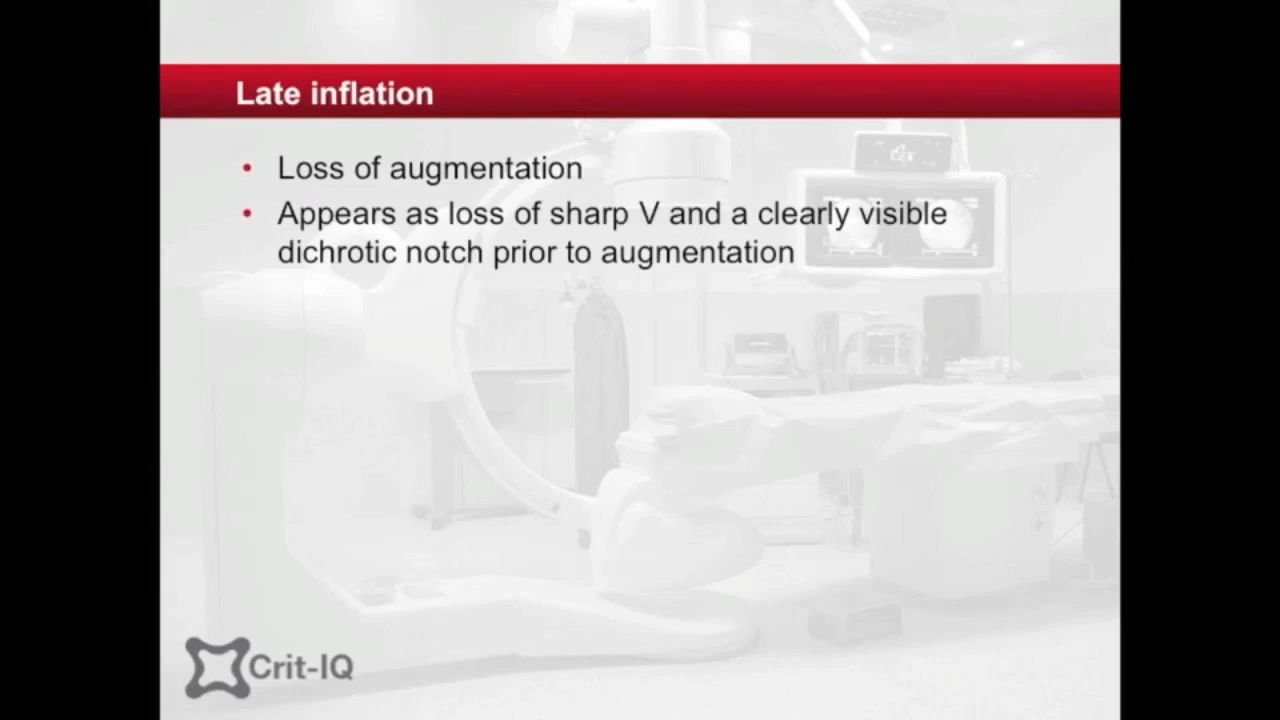 Late inflation
• Loss of augmentation
• Appears as loss of sharp V and a clearly visible
dichrotic notch prior to augmentation
Crit-IQ